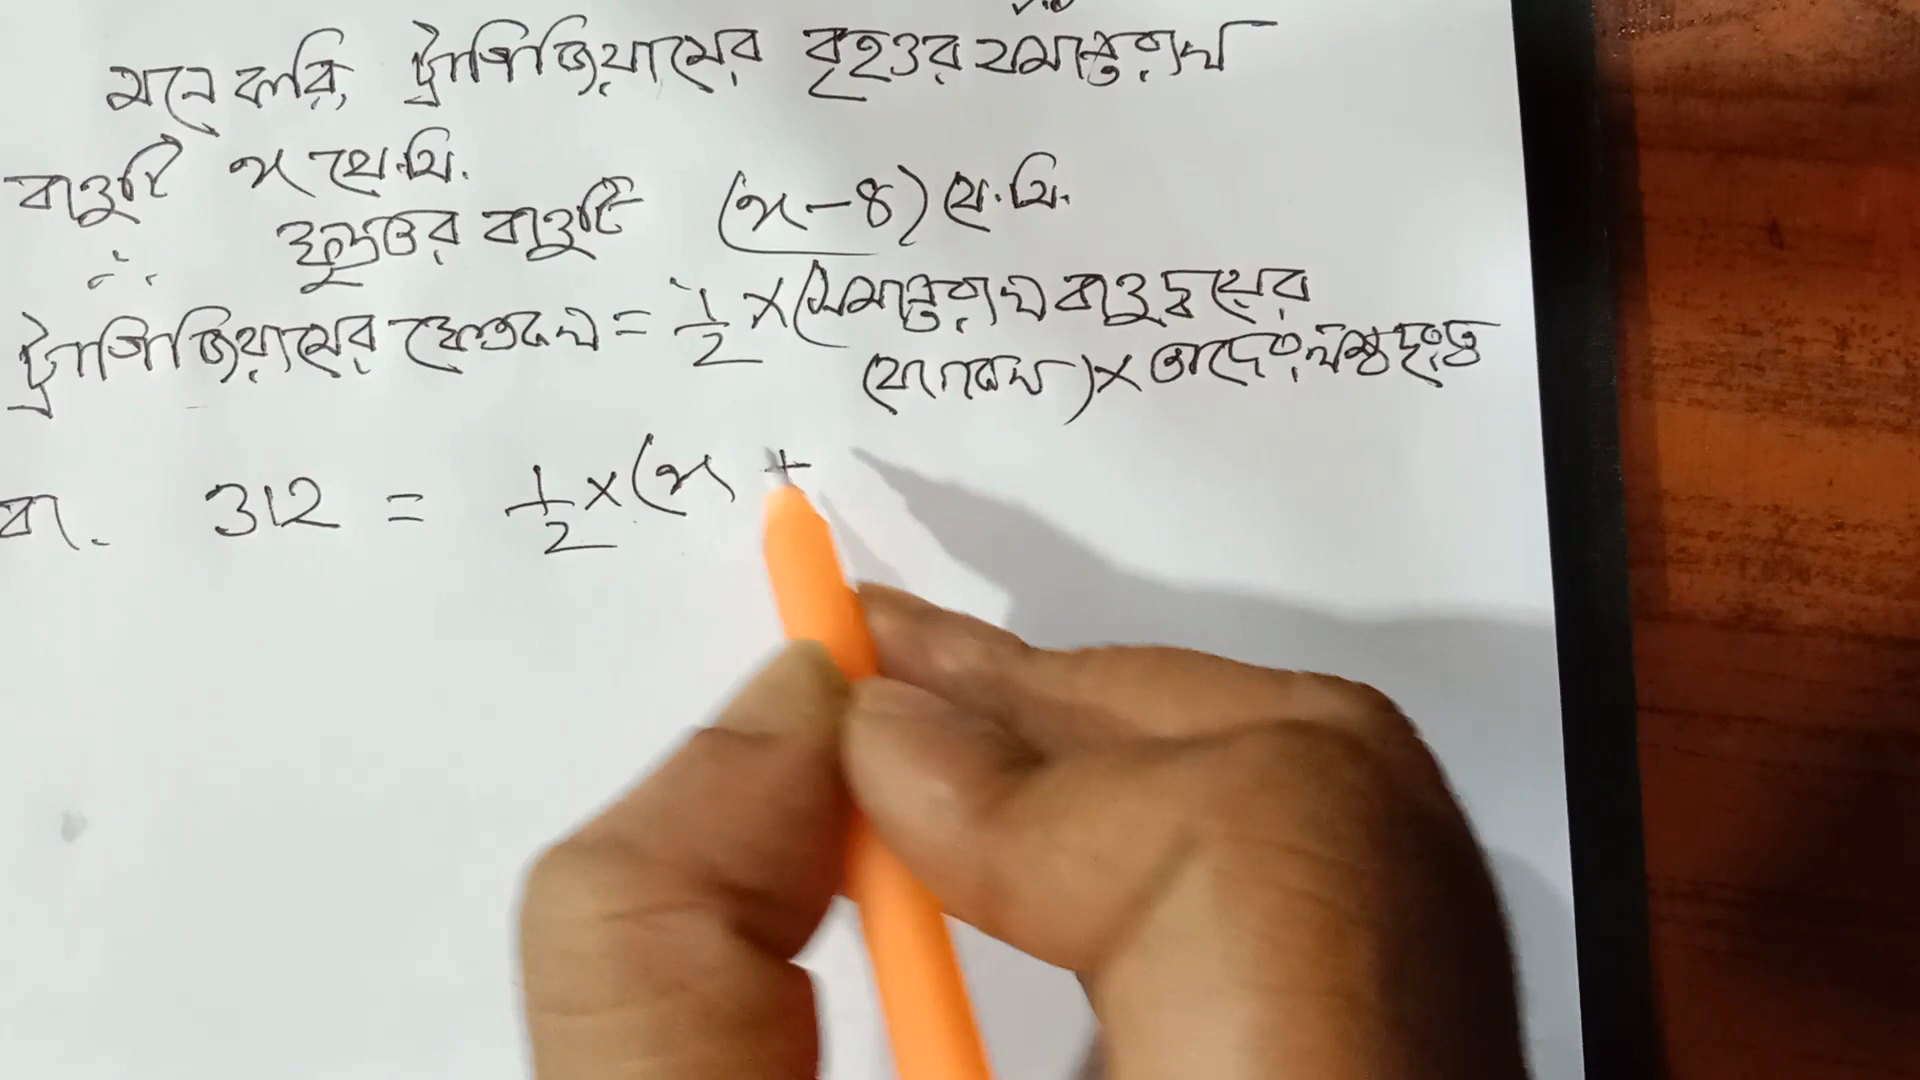 মনে করি, ট্রাপিজিয়ামের বৃহত্তর সমান্তরাল
বাহুটি x সে.মি.
∴ ক্ষুদ্রতর বাহুটি (x-8) সে.মি.
ট্রাপিজিয়ামের ক্ষেত্রফল = 1/2 × (সমান্তরাল বাহুদ্বয়ের
যোগফল) × তাদের লম্ব দূরত্ব
বা. 312 = 1/2 × (x +